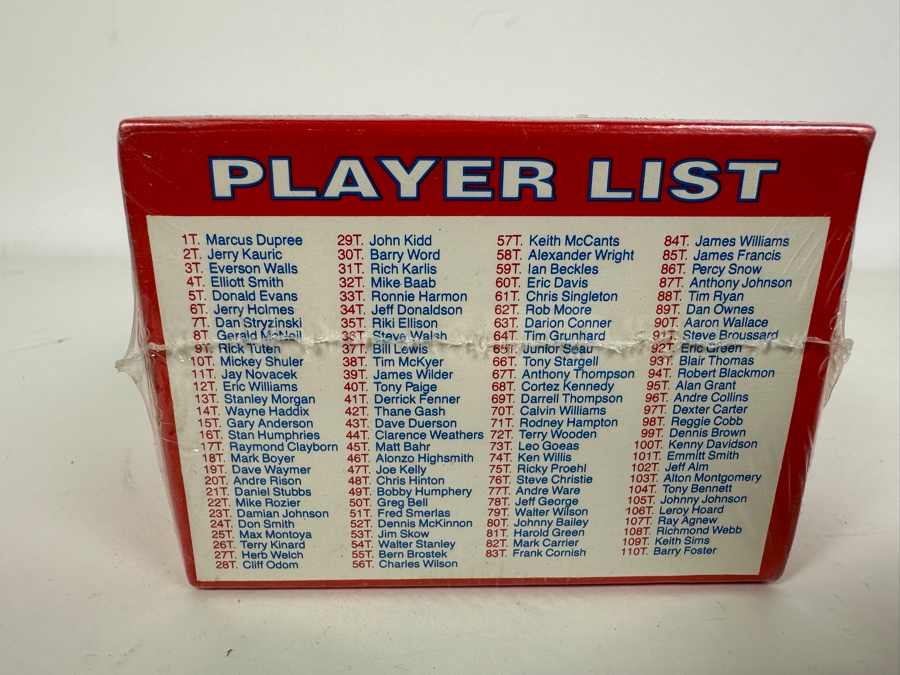 PLAYER LIST
1T. Marcus Dupree
2T. Jerry Kauric
3T. Everson Walls
4T. Elliott Smith
5T. Donald Evans
6T. Jerry Holmes
7T. Dan Stryzinski
8T. Gerald McNeil
9T. Rick Tuten
10T. Mickey Shuler
11T. Jay Novacek
12T. Eric Williams
13T. Stanley Morgan
14T. Wayne Haddix
15T. Gary Anderson
16T. Stan Humphries
17T. Raymond Clayborn
18T. Mark Boyer
19T. Dave Waymer
20T. Andre Rison
21T. Daniel Stubbs
22T. Mike Rozier
23T. Damian Johnson
24T. Don Smith
25T. Max Montoya
26T. Terry Kinard
27T. Herb Welch
28T. Cliff Odom
29T. John Kidd
30T. Barry Word
31T. Rich Karlis
32T. Mike Baab
33T. Ronnie Harmon
34T. Jeff Donaldson
35T. Riki Ellison
36T. Steve Walsh
37T. Bill Lewis
38T. Tim McKyer
39T. James Wilder
40T. Tony Paige
41T. Derrick Fenner
42T. Thane Gash
43T. Dave Duerson
44T. Clarence Weathers
45T. Matt Bahr
46T. Alonzo Highsmith
47T. Joe Kelly
48T. Chris Hinton
49T. Bobby Humphery
50T. Greg Bell
51T. Fred Smerlas
52T. Dennis McKinnon
53T. Jim Skow
54T. Walter Stanley
55T. Bern Brostek
56T. Charles Wilson
57T. Keith McCants
58T. Alexander Wright
59T. Ian Beckles
60T. Eric Davis
61T. Chris Singleton
62T. Rob Moore
63T. Darion Conner
64T. Tim Grunhard
65T. Junior Seau
66T. Tony Stargell
67T. Anthony Thompson
68T. Cortez Kennedy
69T. Darrell Thompson
70T. Calvin Williams
71T. Rodney Hampton
72T. Terry Wooden
73T. Leo Goeas
74T. Ken Willis
75T. Ricky Proehl
76T. Steve Christie
77T. Andre Ware
78T. Jeff George
79T. Walter Wilson
80T. Johnny Bailey
81T. Harold Green
82T. Mark Carrier
83T. Frank Cornish
84T. James Williams
85T. James Francis
86T. Percy Snow
87T. Anthony Johnson
88T. Tim Ryan
89T. Dan Ownes
90T. Aaron Wallace
91T. Steve Broussard
92T. Eric Green
93T. Blair Thomas
94T. Robert Blackmon
95T. Alan Grant
96T. Andre Collins
97T. Dexter Carter
98T. Reggie Cobb
99T. Dennis Brown
100T. Kenny Davidson
101T. Emmitt Smith
102T. Jeff Alm
103T. Alton Montgomery
104T. Tony Bennett
105T. Johnny Johnson
106T. Leroy Hoard
107T. Ray Agnew
108T. Richmond Webb
109T. Keith Sims
110T. Barry Foster